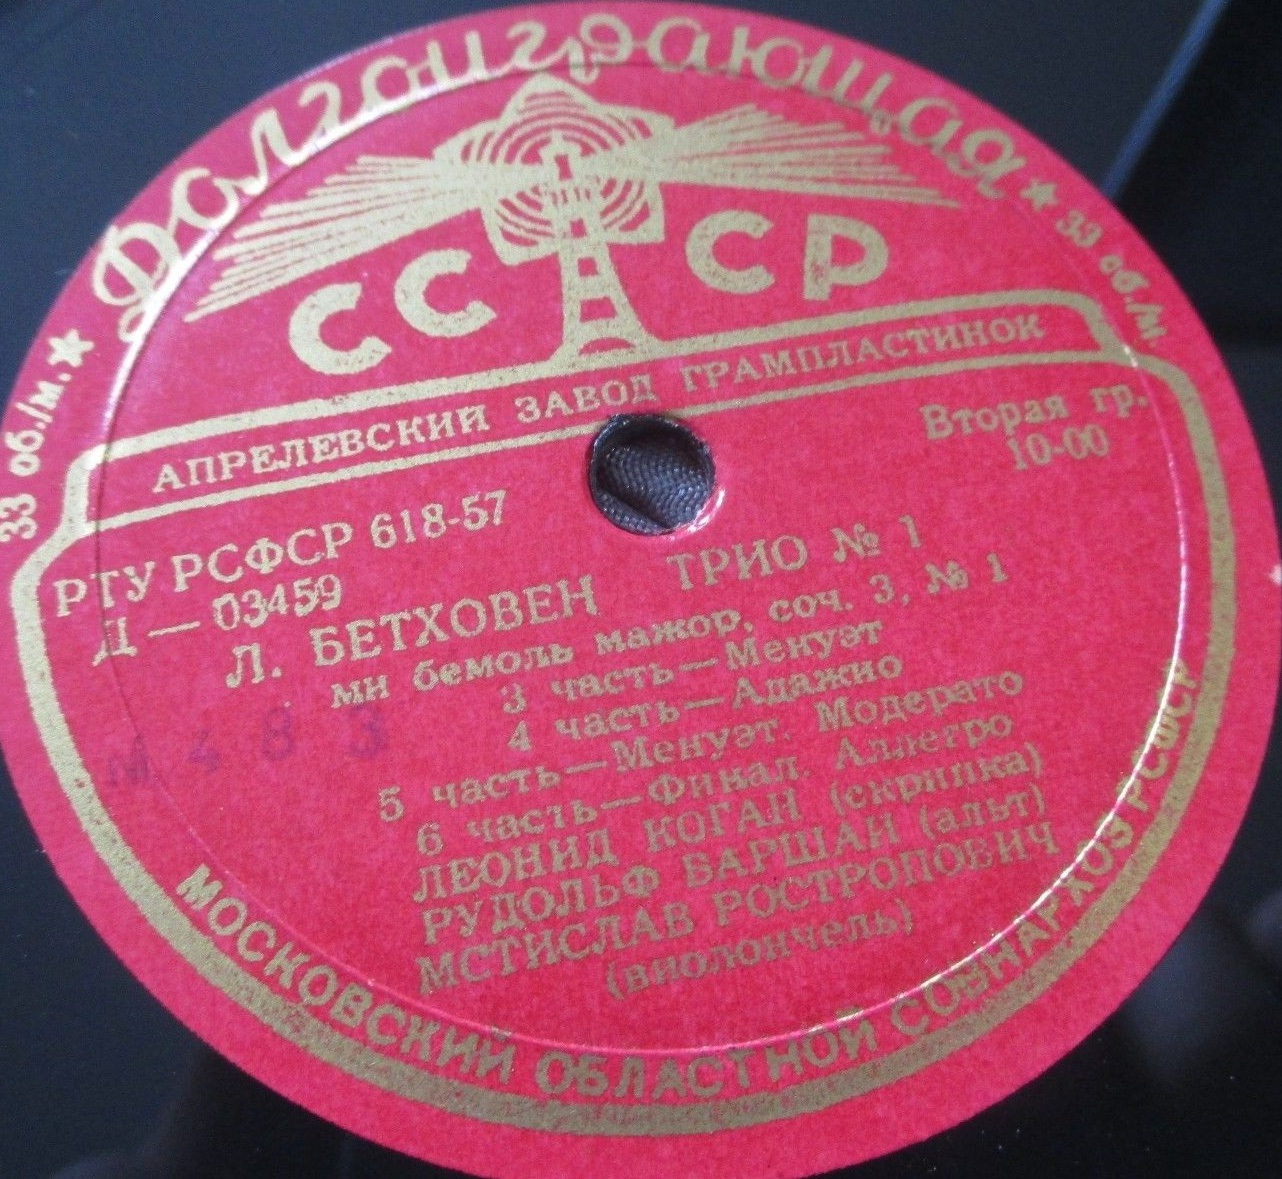 Долгоиграющая
33 об./м.
33 об./м.
СССР
АПРЕЛЕВСКИЙ ЗАВОД ГРАМПЛАСТИНОК
Вторая гр.
10-00
РТУ РСФСР 618-57
Д—03459
Л. БЕТХОВЕН ТРИО № 1
ми бемоль мажор, соч. 3, № 1
3 часть—Менуэт
4 часть—Адажио
5 часть—Менуэт. Модерато
6 часть—Финал. Аллегро
ЛЕОНИД КОГАН (скрипка)
РУДОЛЬФ БАРШАЙ (альт)
МСТИСЛАВ РОСТРОПОВИЧ
(виолончель)
М483
МОСКОВСКИЙ ОБЛАСТНОЙ СОВНАРХОЗ РСФСР